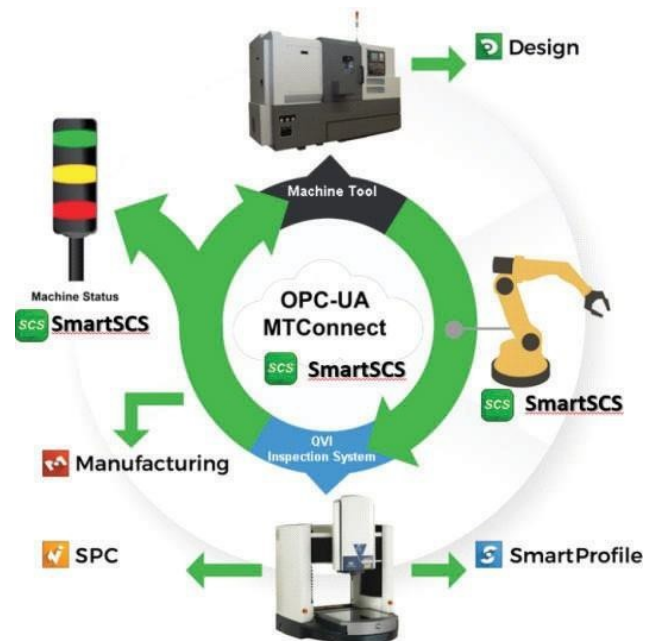 Design
Machine Tool
Machine Status
SCS SmartSCS
OPC-UA
MTConnect
SCS SmartSCS
SCS SmartSCS
QVI
Inspection System
Manufacturing
SPC
SmartProfile